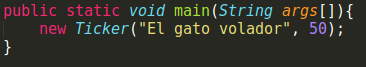 public static void main(String args[]){
    new Ticker("El gato volador", 50);
}